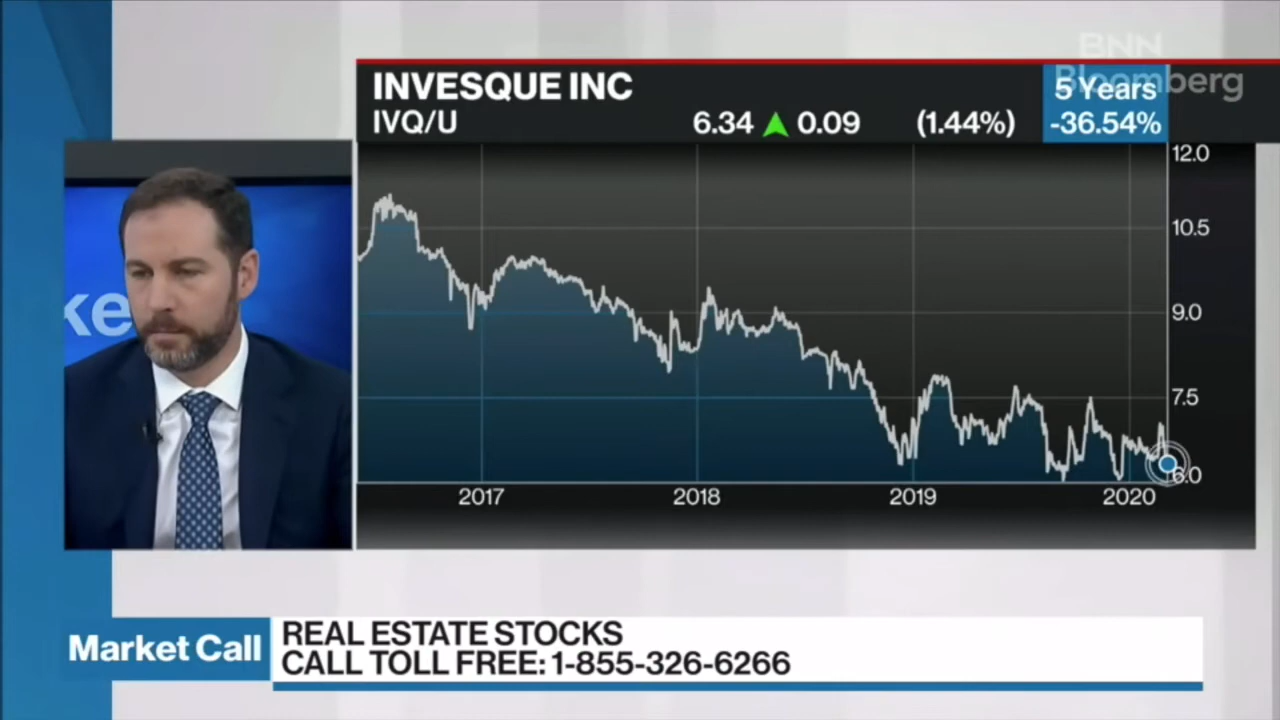 BNN
Bloomberg
INVESQUE INC
IVQ/U
6.34 ▲ 0.09 (1.44%)
5 Years
-36.54%
12.0
10.5
9.0
7.5
6.0
2017 2018 2019 2020
ke
Market Call
REAL ESTATE STOCKS
CALL TOLL FREE: 1-855-326-6266